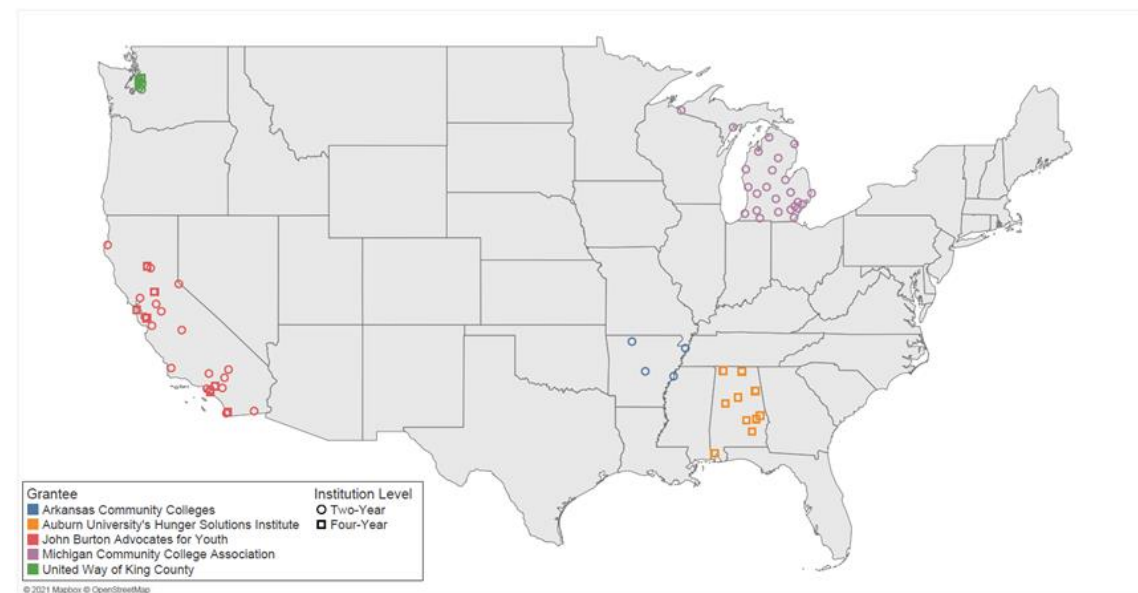 Grantee
Arkansas Community Colleges
Auburn University's Hunger Solutions Institute
John Burton Advocates for Youth
Michigan Community College Association
United Way of King County
Institution Level
Two-Year
Four-Year
© 2021 Mapbox © OpenStreetMap